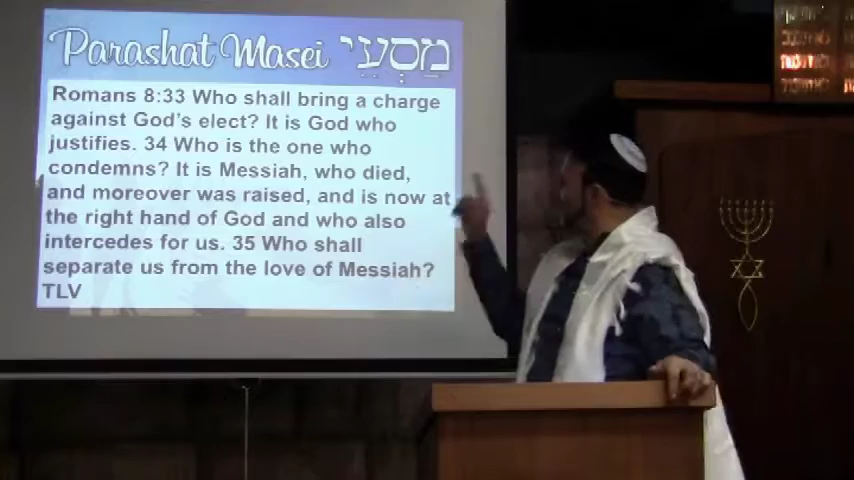 Parashat Masei מַסְעֵי
Romans 8:33 Who shall bring a charge
against God's elect? It is God who
justifies. 34 Who is the one who
condemns? It is Messiah, who died,
and moreover was raised, and is now at
the right hand of God and who also
intercedes for us. 35 Who shall
separate us from the love of Messiah?
TLV